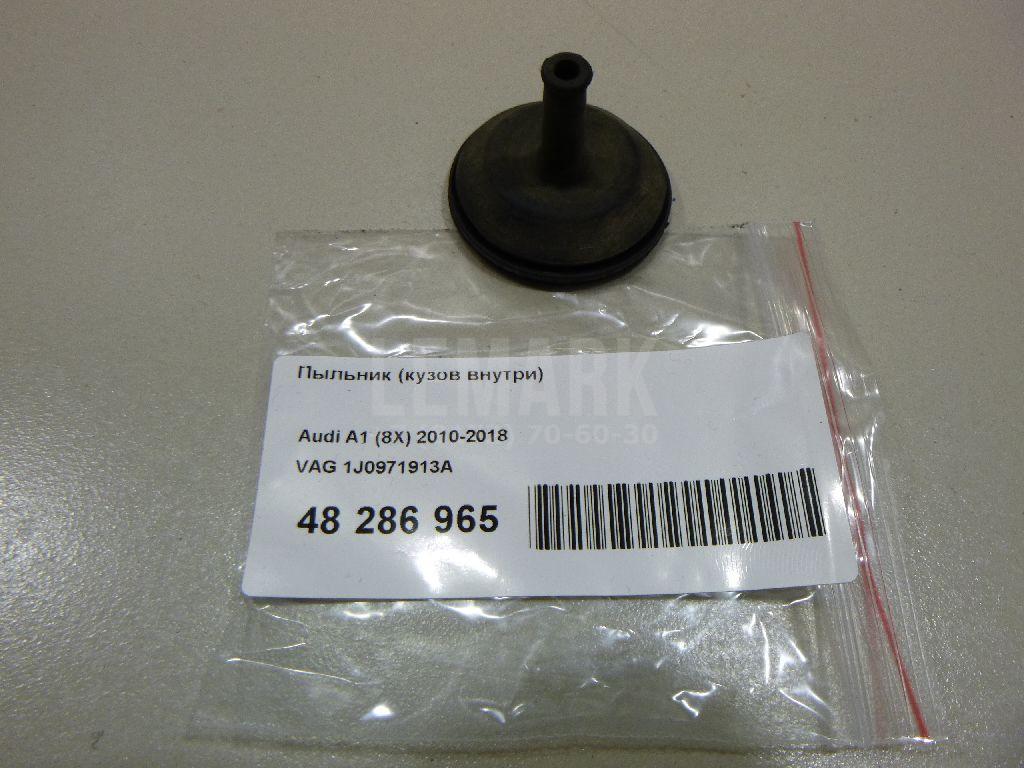 Пыльник (кузов внутри)
LEMARK
70-60-30
Audi A1 (8X) 2010-2018
VAG 1J0971913A
48 286 965